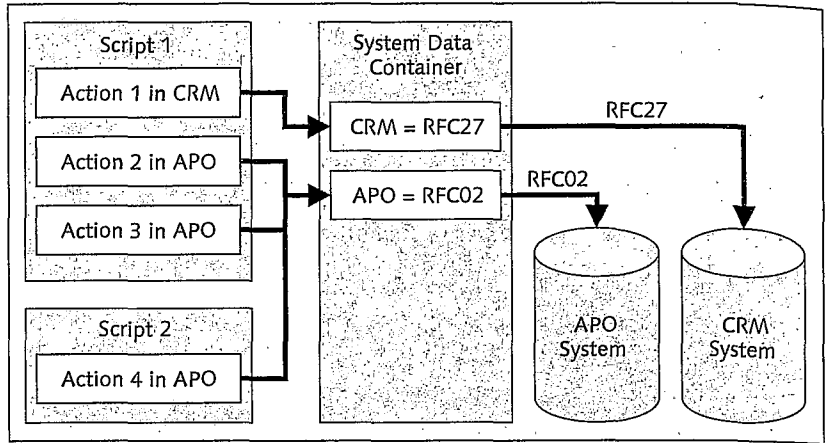 Script 1
Action 1 in CRM
Action 2 in APO
Action 3 in APO
Script 2
Action 4 in APO
System Data
Container
CRM = RFC27
APO = RFC02
RFC27
RFC02
APO
System
CRM
System